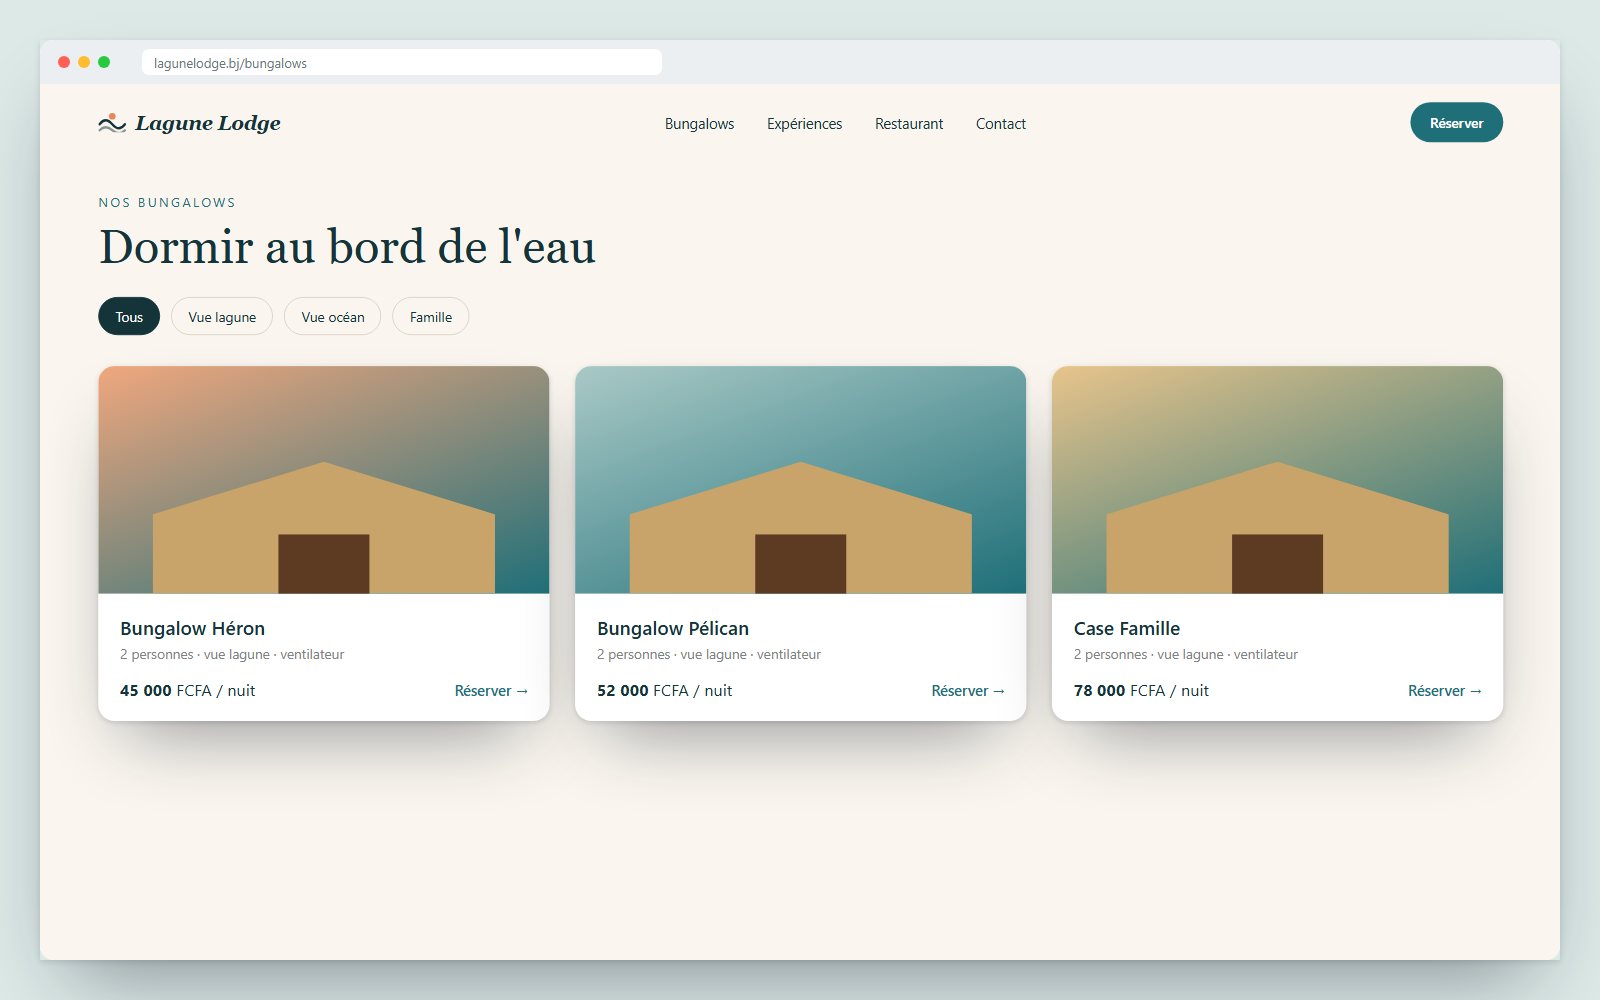 lagunelodge.bj/bungalows
Lagune Lodge
Bungalows Expériences Restaurant Contact
Réserver
NOS BUNGALOWS
Dormir au bord de l'eau
Tous Vue lagune Vue océan Famille
Bungalow Héron
2 personnes · vue lagune · ventilateur
45 000 FCFA / nuit Réserver →
Bungalow Pélican
2 personnes · vue lagune · ventilateur
52 000 FCFA / nuit Réserver →
Case Famille
2 personnes · vue lagune · ventilateur
78 000 FCFA / nuit Réserver →